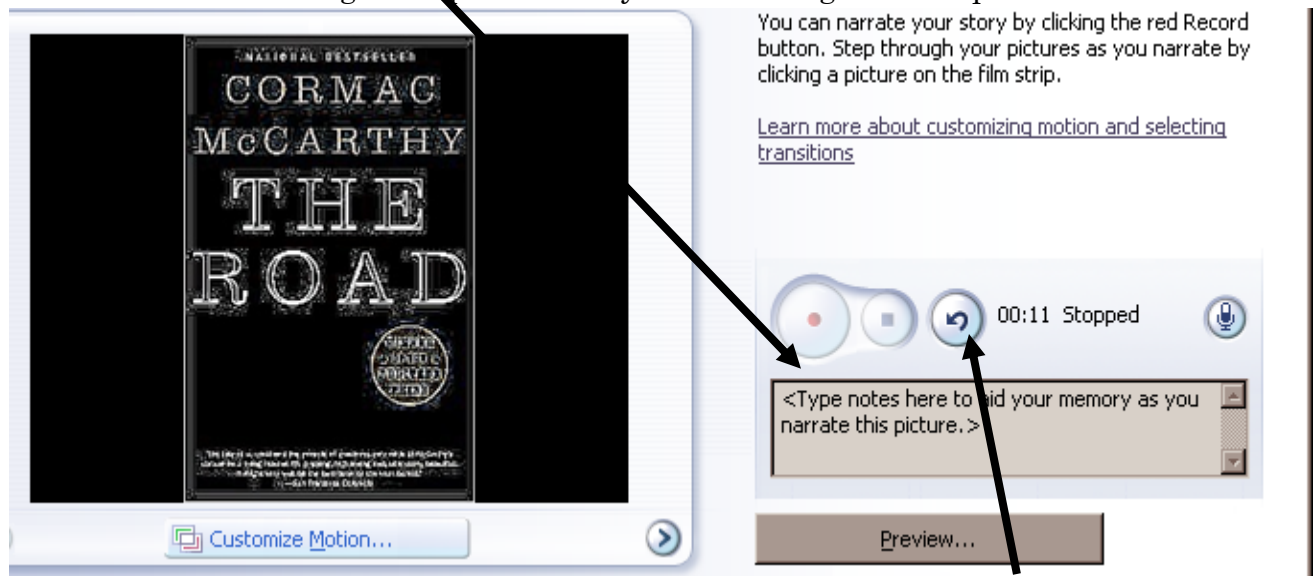 You can narrate your story by clicking the red Record
button. Step through your pictures as you narrate by
clicking a picture on the film strip.
Learn more about customizing motion and selecting
transitions
NATIONAL BESTSELLER
CORMAC
McCARTHY
THE
ROAD
—San Francisco Chronicle
00:11 Stopped
<Type notes here to aid your memory as you
narrate this picture.>
Customize Motion...
Preview...